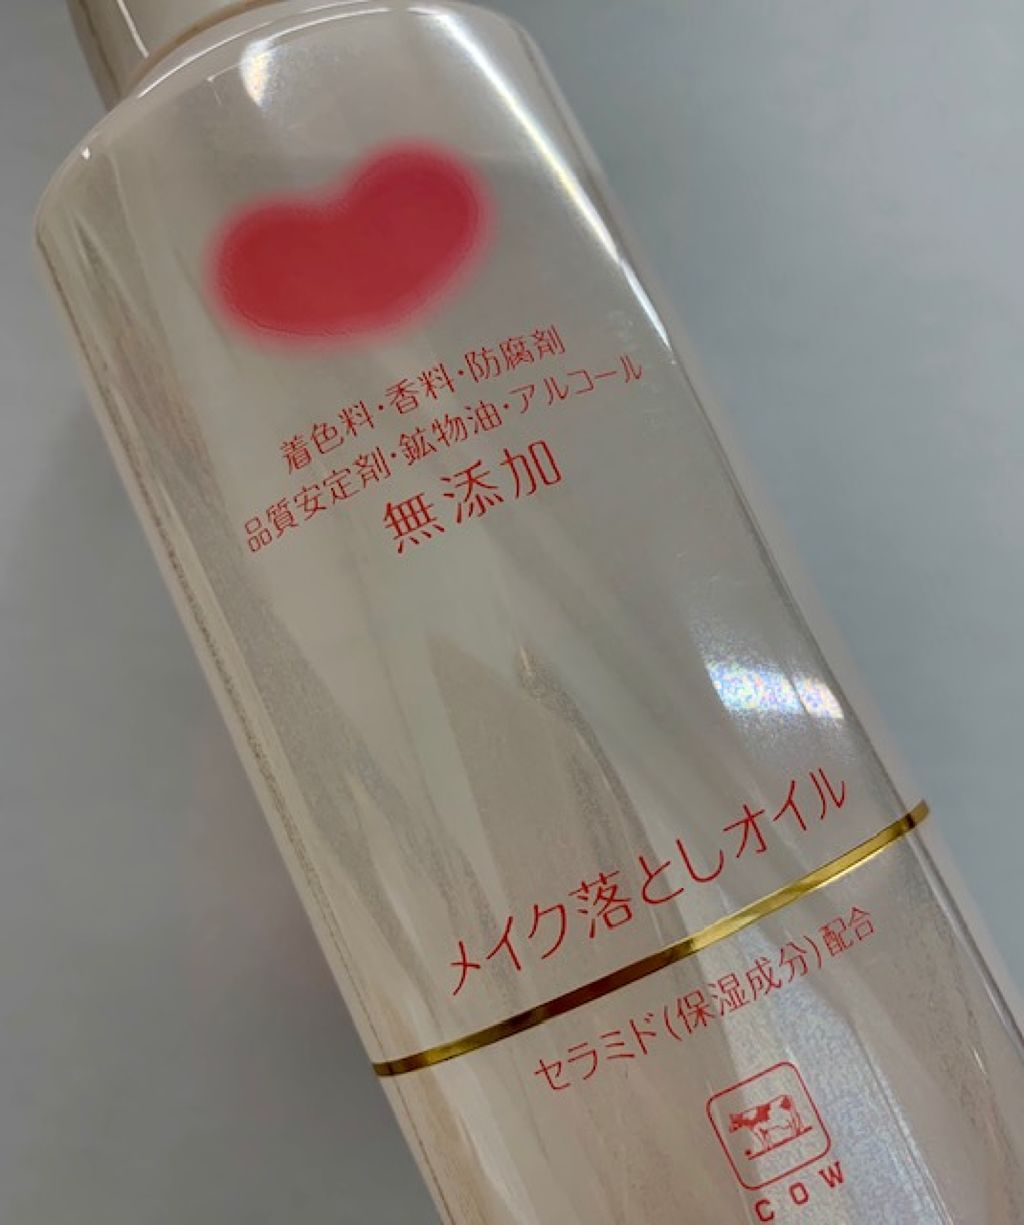 着色料・香料・防腐剤
品質安定剤・鉱物油・アルコール
無添加
メイク落としオイル
セラミド(保湿成分)配合
COW